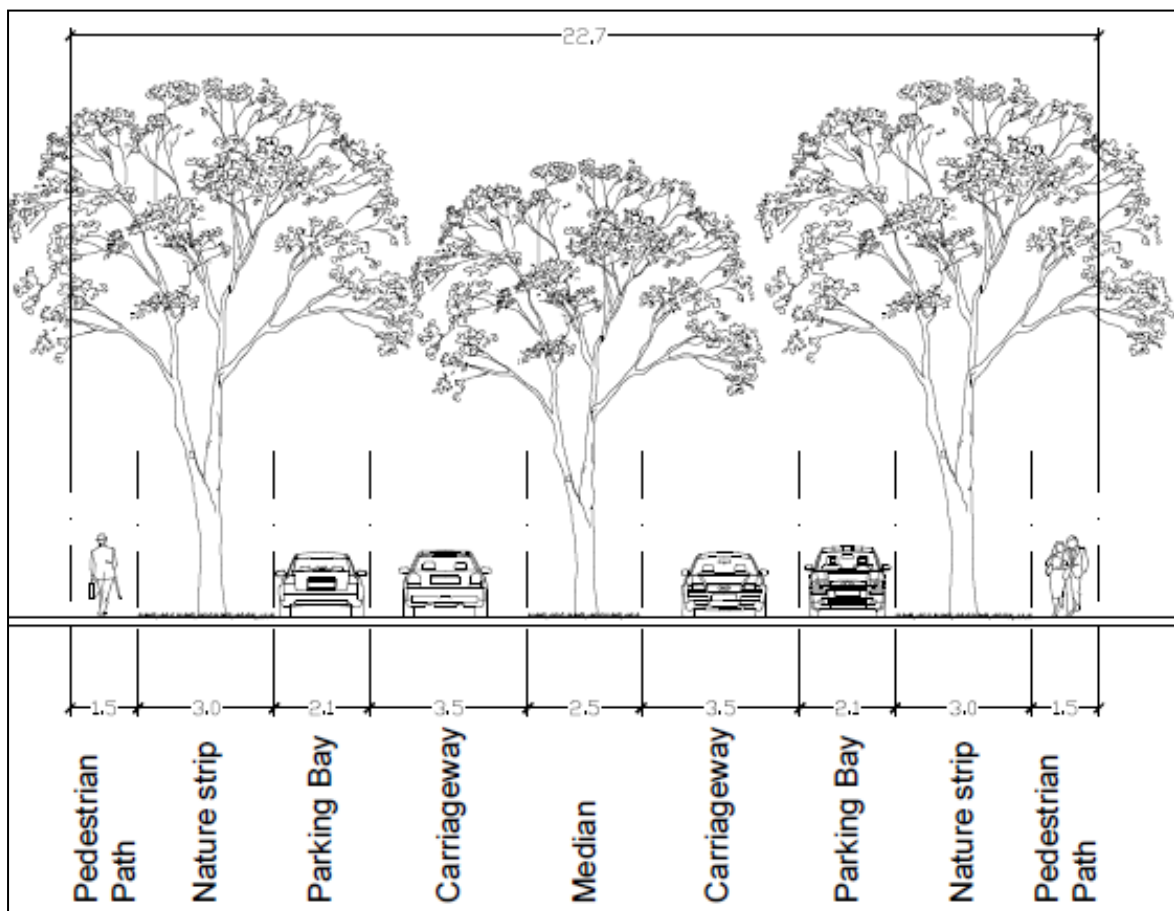 22.7
1.5 3.0 2.1 3.5 2.5 3.5 2.1 3.0 1.5
Pedestrian
Path
Nature strip
Parking Bay
Carriageway
Median
Carriageway
Parking Bay
Nature strip
Pedestrian
Path